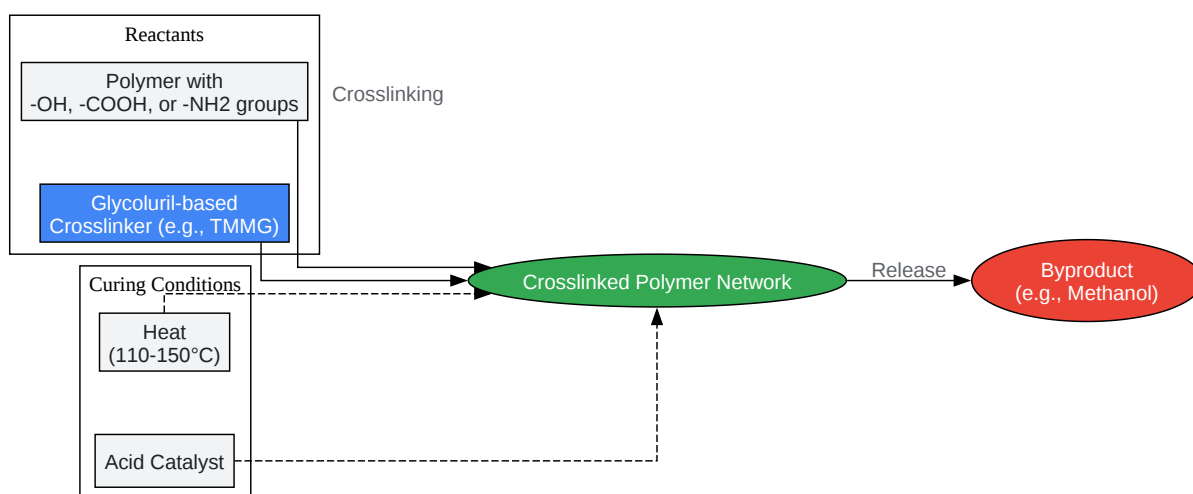 Reactants
Polymer with
-OH, -COOH, or -NH2 groups
Crosslinking
Glycoluril-based
Crosslinker (e.g., TMMG)
Curing Conditions
Heat
(110-150°C)
Acid Catalyst
Crosslinked Polymer Network
Release
Byproduct
(e.g., Methanol)